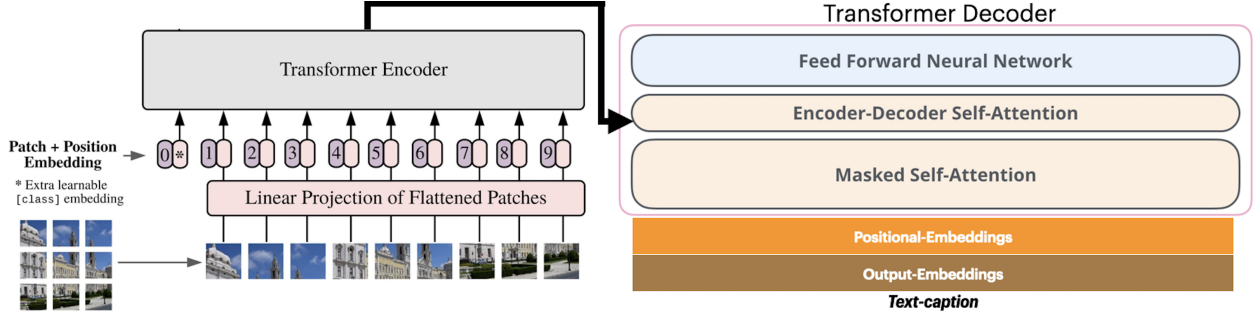 Transformer Decoder
Transformer Encoder
Feed Forward Neural Network
Encoder-Decoder Self-Attention
Masked Self-Attention
Patch + Position
Embedding
0 * 1 2 3 4 5 6 7 8 9
* Extra learnable
[class] embedding
Linear Projection of Flattened Patches
Positional-Embeddings
Output-Embeddings
Text-caption